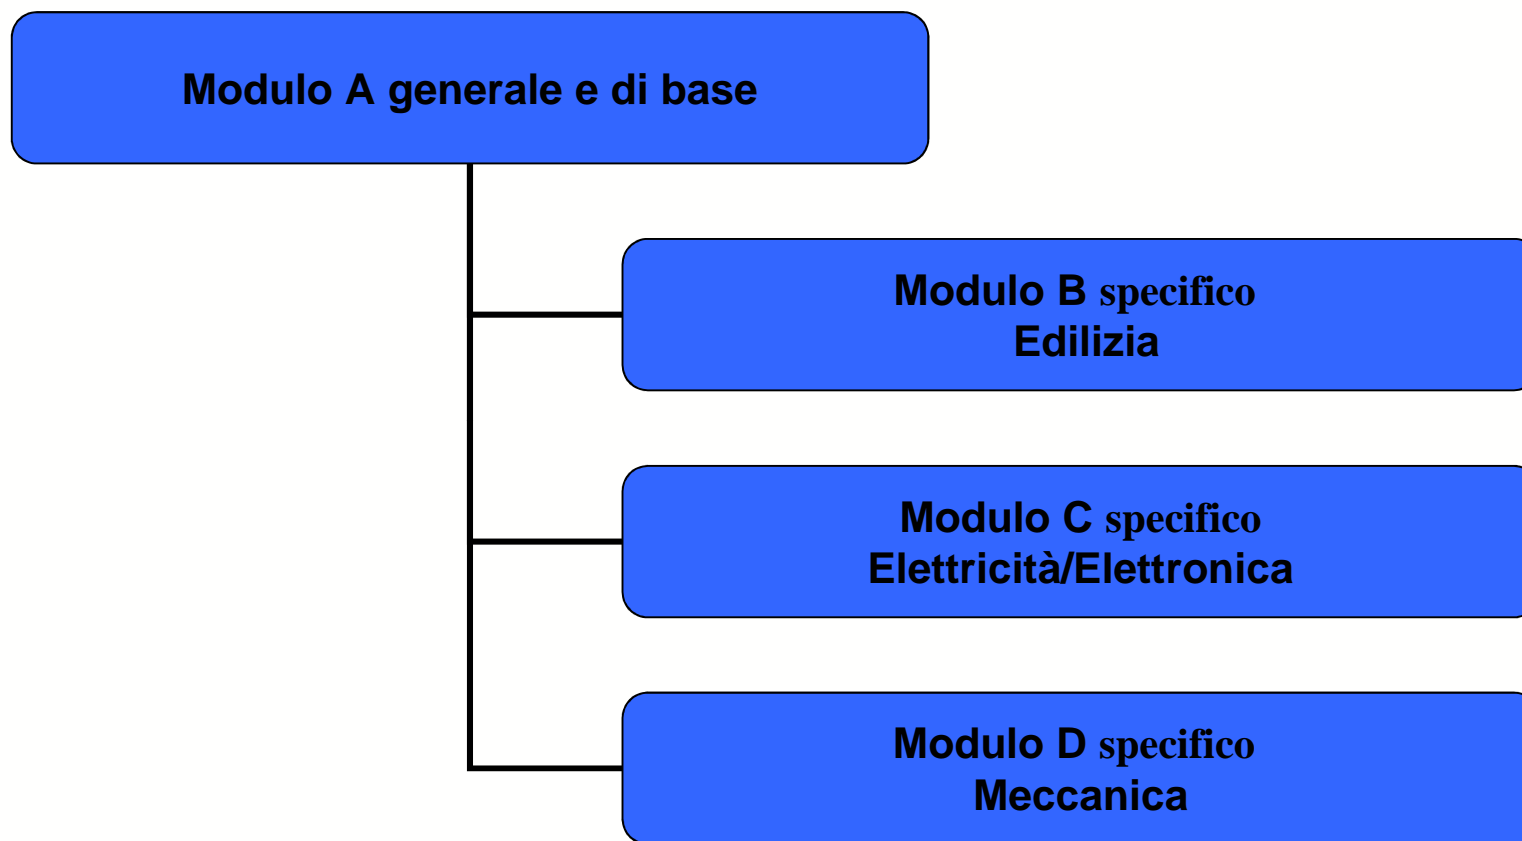 Modulo A generale e di base
Modulo B specifico
Edilizia
Modulo C specifico
Elettricità/Elettronica
Modulo D specifico
Meccanica